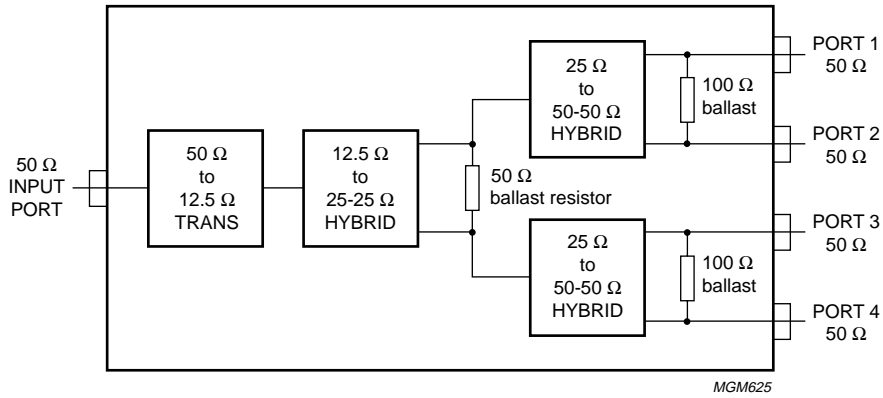 50 Ω
INPUT
PORT
50 Ω
to
12.5 Ω
TRANS
12.5 Ω
to
25-25 Ω
HYBRID
50 Ω
ballast resistor
25 Ω
to
50-50 Ω
HYBRID
100 Ω
ballast
PORT 1
50 Ω
PORT 2
50 Ω
25 Ω
to
50-50 Ω
HYBRID
100 Ω
ballast
PORT 3
50 Ω
PORT 4
50 Ω
MGM625